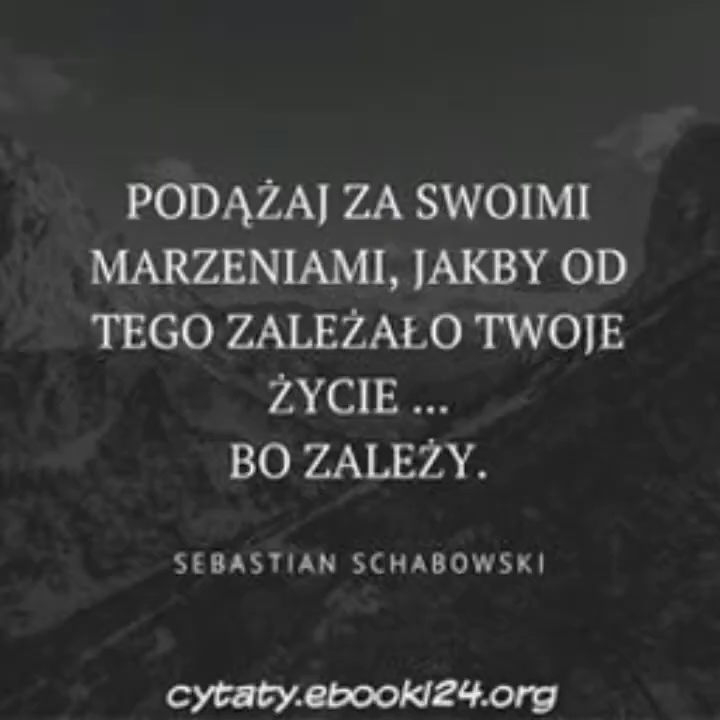 PODĄŻAJ ZA SWOIMI
MARZENIAMI, JAKBY OD
TEGO ZALEŻAŁO TWOJE
ŻYCIE ...
BO ZALEŻY.
SEBASTIAN SCHABOWSKI
cytaty.ebooki24.org